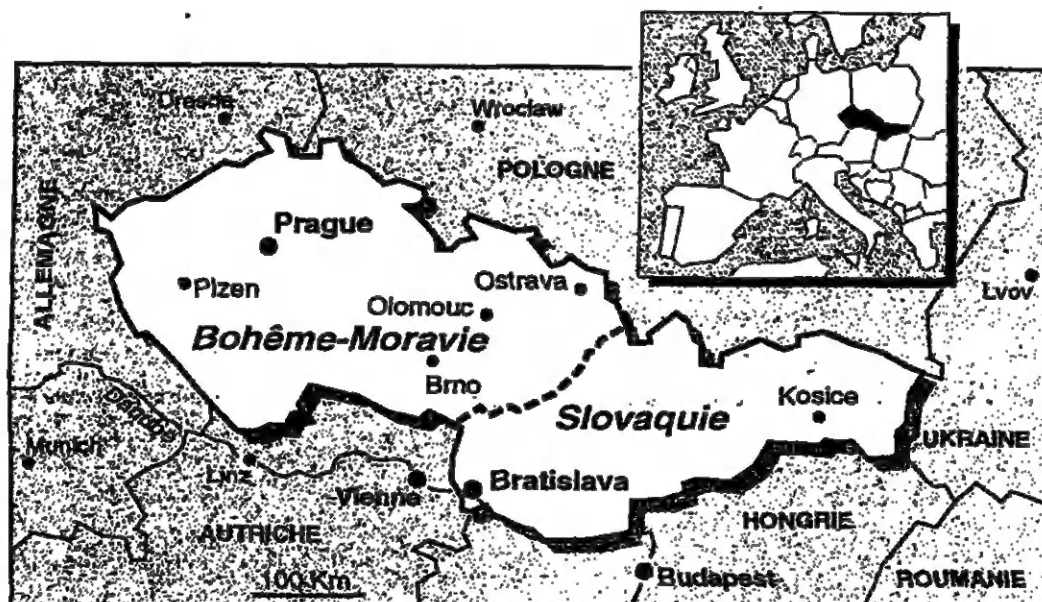 Dresde
Wroclaw
POLOGNE
ALLEMAGNE
Prague
Plzen
Ostrava
Lvov
Olomouc
Bohême-Moravie
Brno
Slovaquie
Kosice
Danube
Munich
Linz
Vienne
Bratislava
UKRAINE
AUTRICHE
HONGRIE
100 Km
Budapest
ROUMANIE